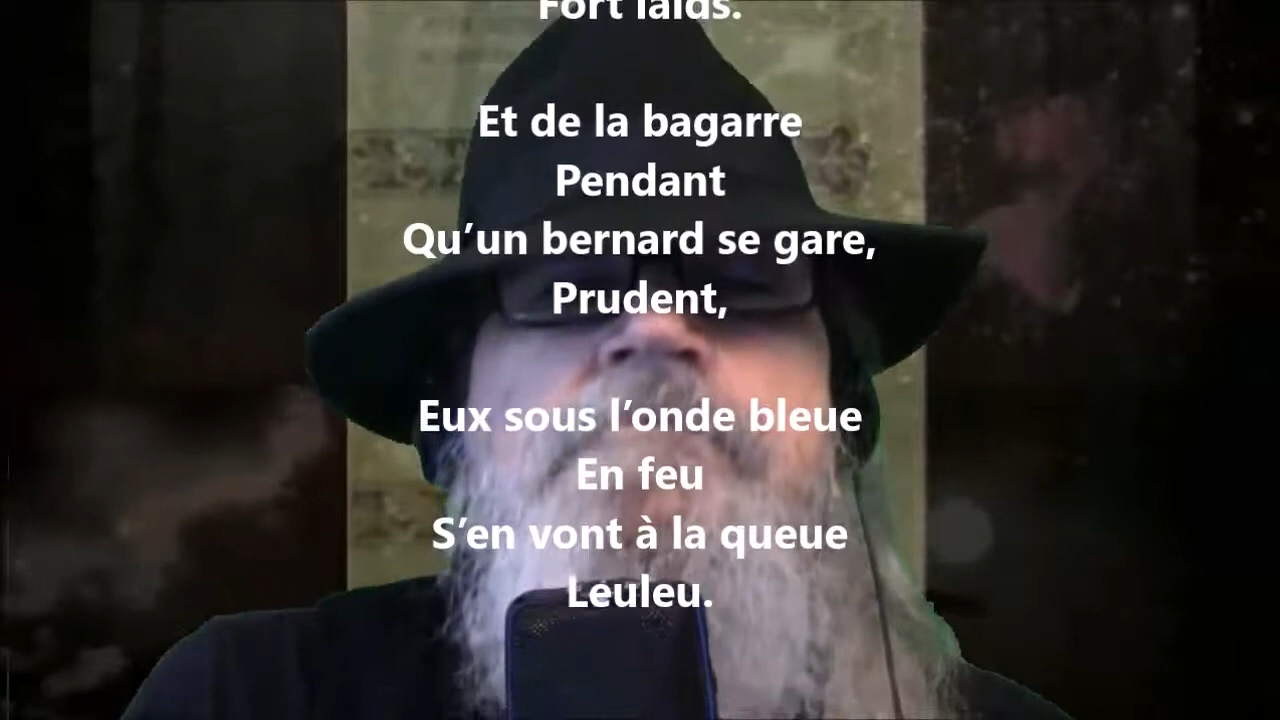 Fort laids.
Et de la bagarre
Pendant
Qu’un bernard se gare,
Prudent,
Eux sous l’onde bleue
En feu
S’en vont à la queue
Leuleu.